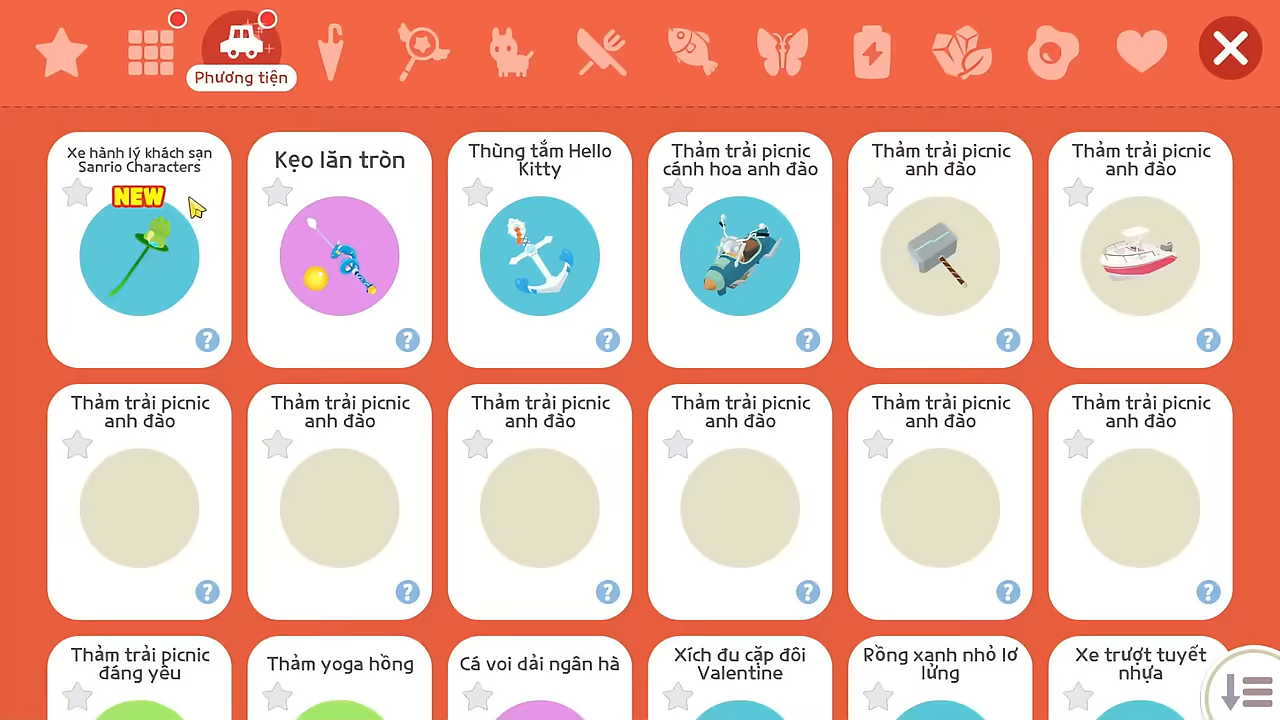 Phương tiện
Xe hành lý khách sạn
Sanrio Characters
NEW
?
Kẹo lăn tròn
?
Thùng tắm Hello
Kitty
?
Thảm trải picnic
cánh hoa anh đào
?
Thảm trải picnic
anh đào
?
Thảm trải picnic
anh đào
?
Thảm trải picnic
anh đào
?
Thảm trải picnic
anh đào
?
Thảm trải picnic
anh đào
?
Thảm trải picnic
anh đào
?
Thảm trải picnic
anh đào
?
Thảm trải picnic
anh đào
?
Thảm trải picnic
đáng yêu
Thảm yoga hồng
Cá voi dải ngân hà
Xích đu cặp đôi
Valentine
Rồng xanh nhỏ lơ
lửng
Xe trượt tuyết
nhựa